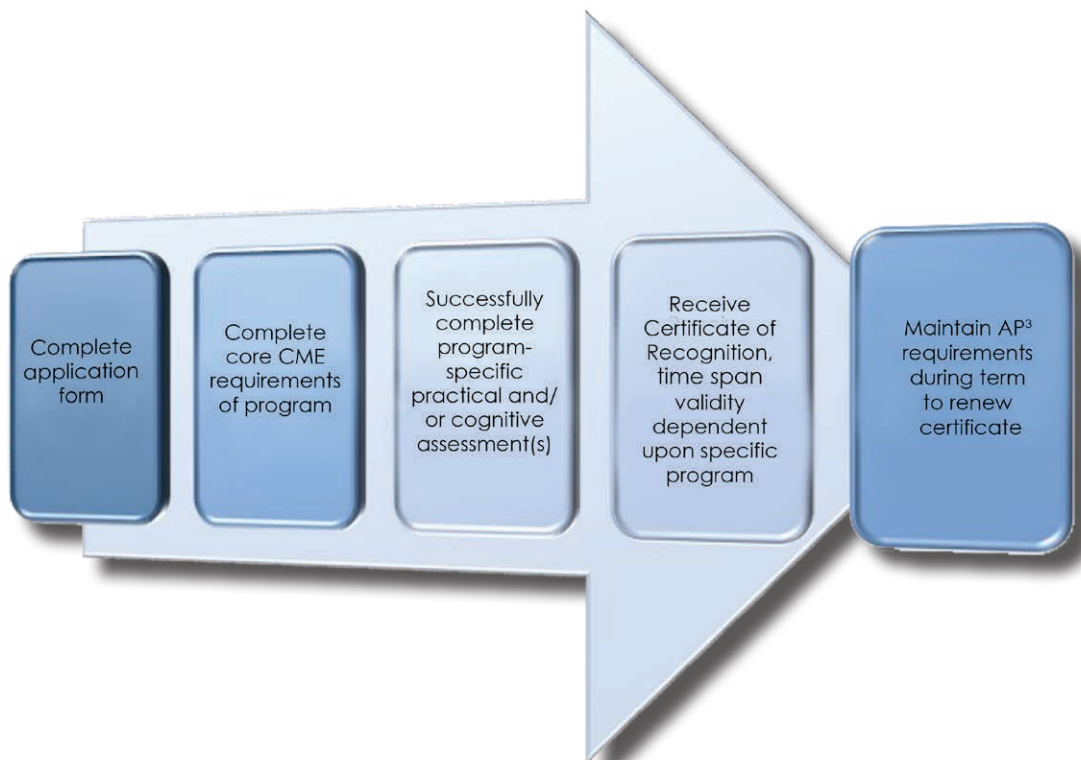 Complete
application
form
Complete
core CME
requirements
of program
Successfully
complete
program-
specific
practical and/
or cognitive
assessment(s)
Receive
Certificate of
Recognition,
time span
validity
dependent
upon specific
program
Maintain AP³
requirements
during term
to renew
certificate